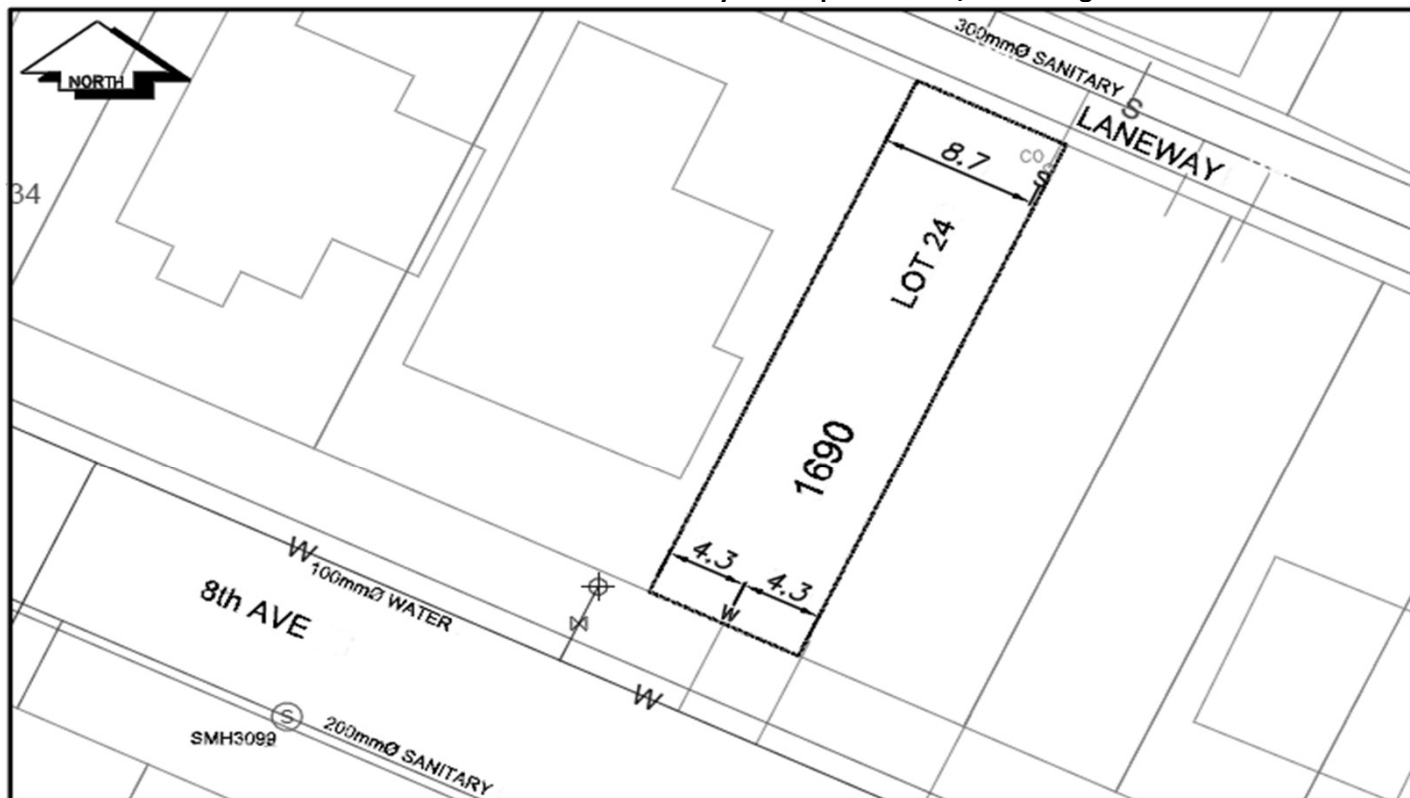 NORTH
300mmØ SANITARY
S
LANEWAY
CO
S
8.7
34
LOT 24
1690
4.3
4.3
W
W
100mmØ WATER
8th AVE
W
S
SMH3099
200mmØ SANITARY